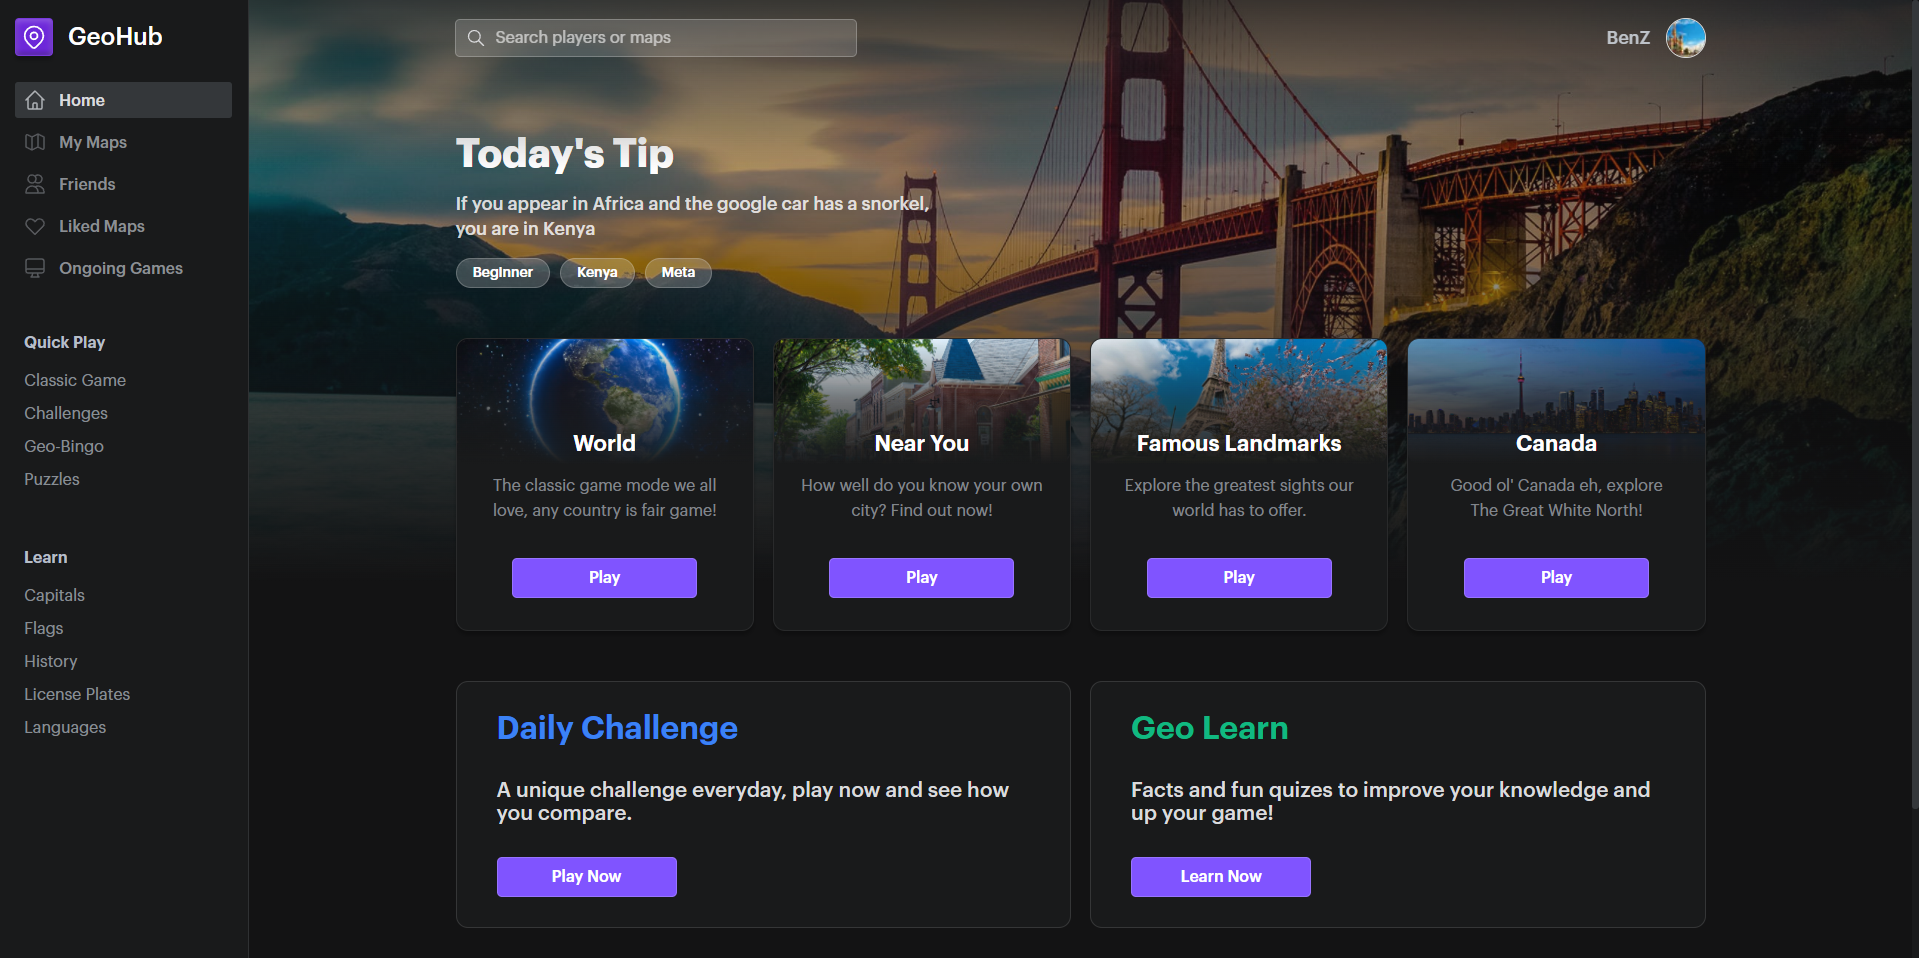 GeoHub
Search players or maps
BenZ
Home
My Maps
Friends
Liked Maps
Ongoing Games
Quick Play
Classic Game
Challenges
Geo-Bingo
Puzzles
Learn
Capitals
Flags
History
License Plates
Languages
Today's Tip
If you appear in Africa and the google car has a snorkel,
you are in Kenya
Beginner
Kenya
Meta
World
The classic game mode we all
love, any country is fair game!
Play
Near You
How well do you know your own
city? Find out now!
Play
Famous Landmarks
Explore the greatest sights our
world has to offer.
Play
Canada
Good ol' Canada eh, explore
The Great White North!
Play
Daily Challenge
A unique challenge everyday, play now and see how
you compare.
Play Now
Geo Learn
Facts and fun quizes to improve your knowledge and
up your game!
Learn Now